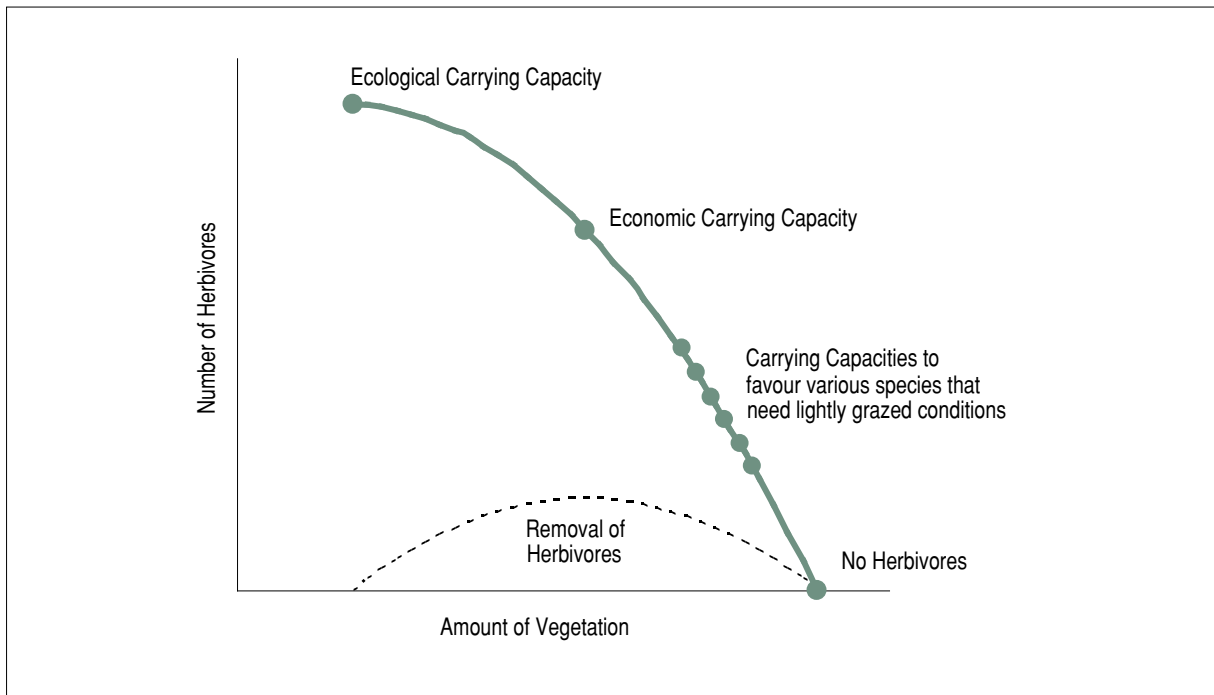 Ecological Carrying Capacity
Economic Carrying Capacity
Number of Herbivores
Carrying Capacities to
favour various species that
need lightly grazed conditions
Removal of
Herbivores
No Herbivores
Amount of Vegetation